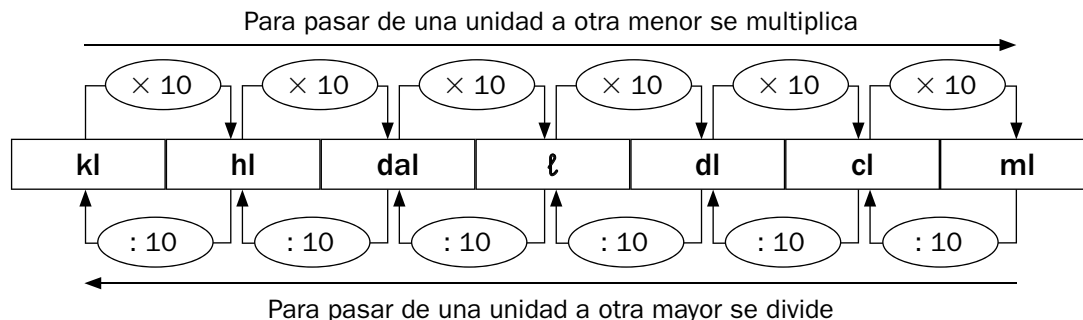 Para pasar de una unidad a otra menor se multiplica
× 10 × 10 × 10 × 10 × 10 × 10
kl hl dal ℓ dl cl ml
: 10 : 10 : 10 : 10 : 10 : 10
Para pasar de una unidad a otra mayor se divide